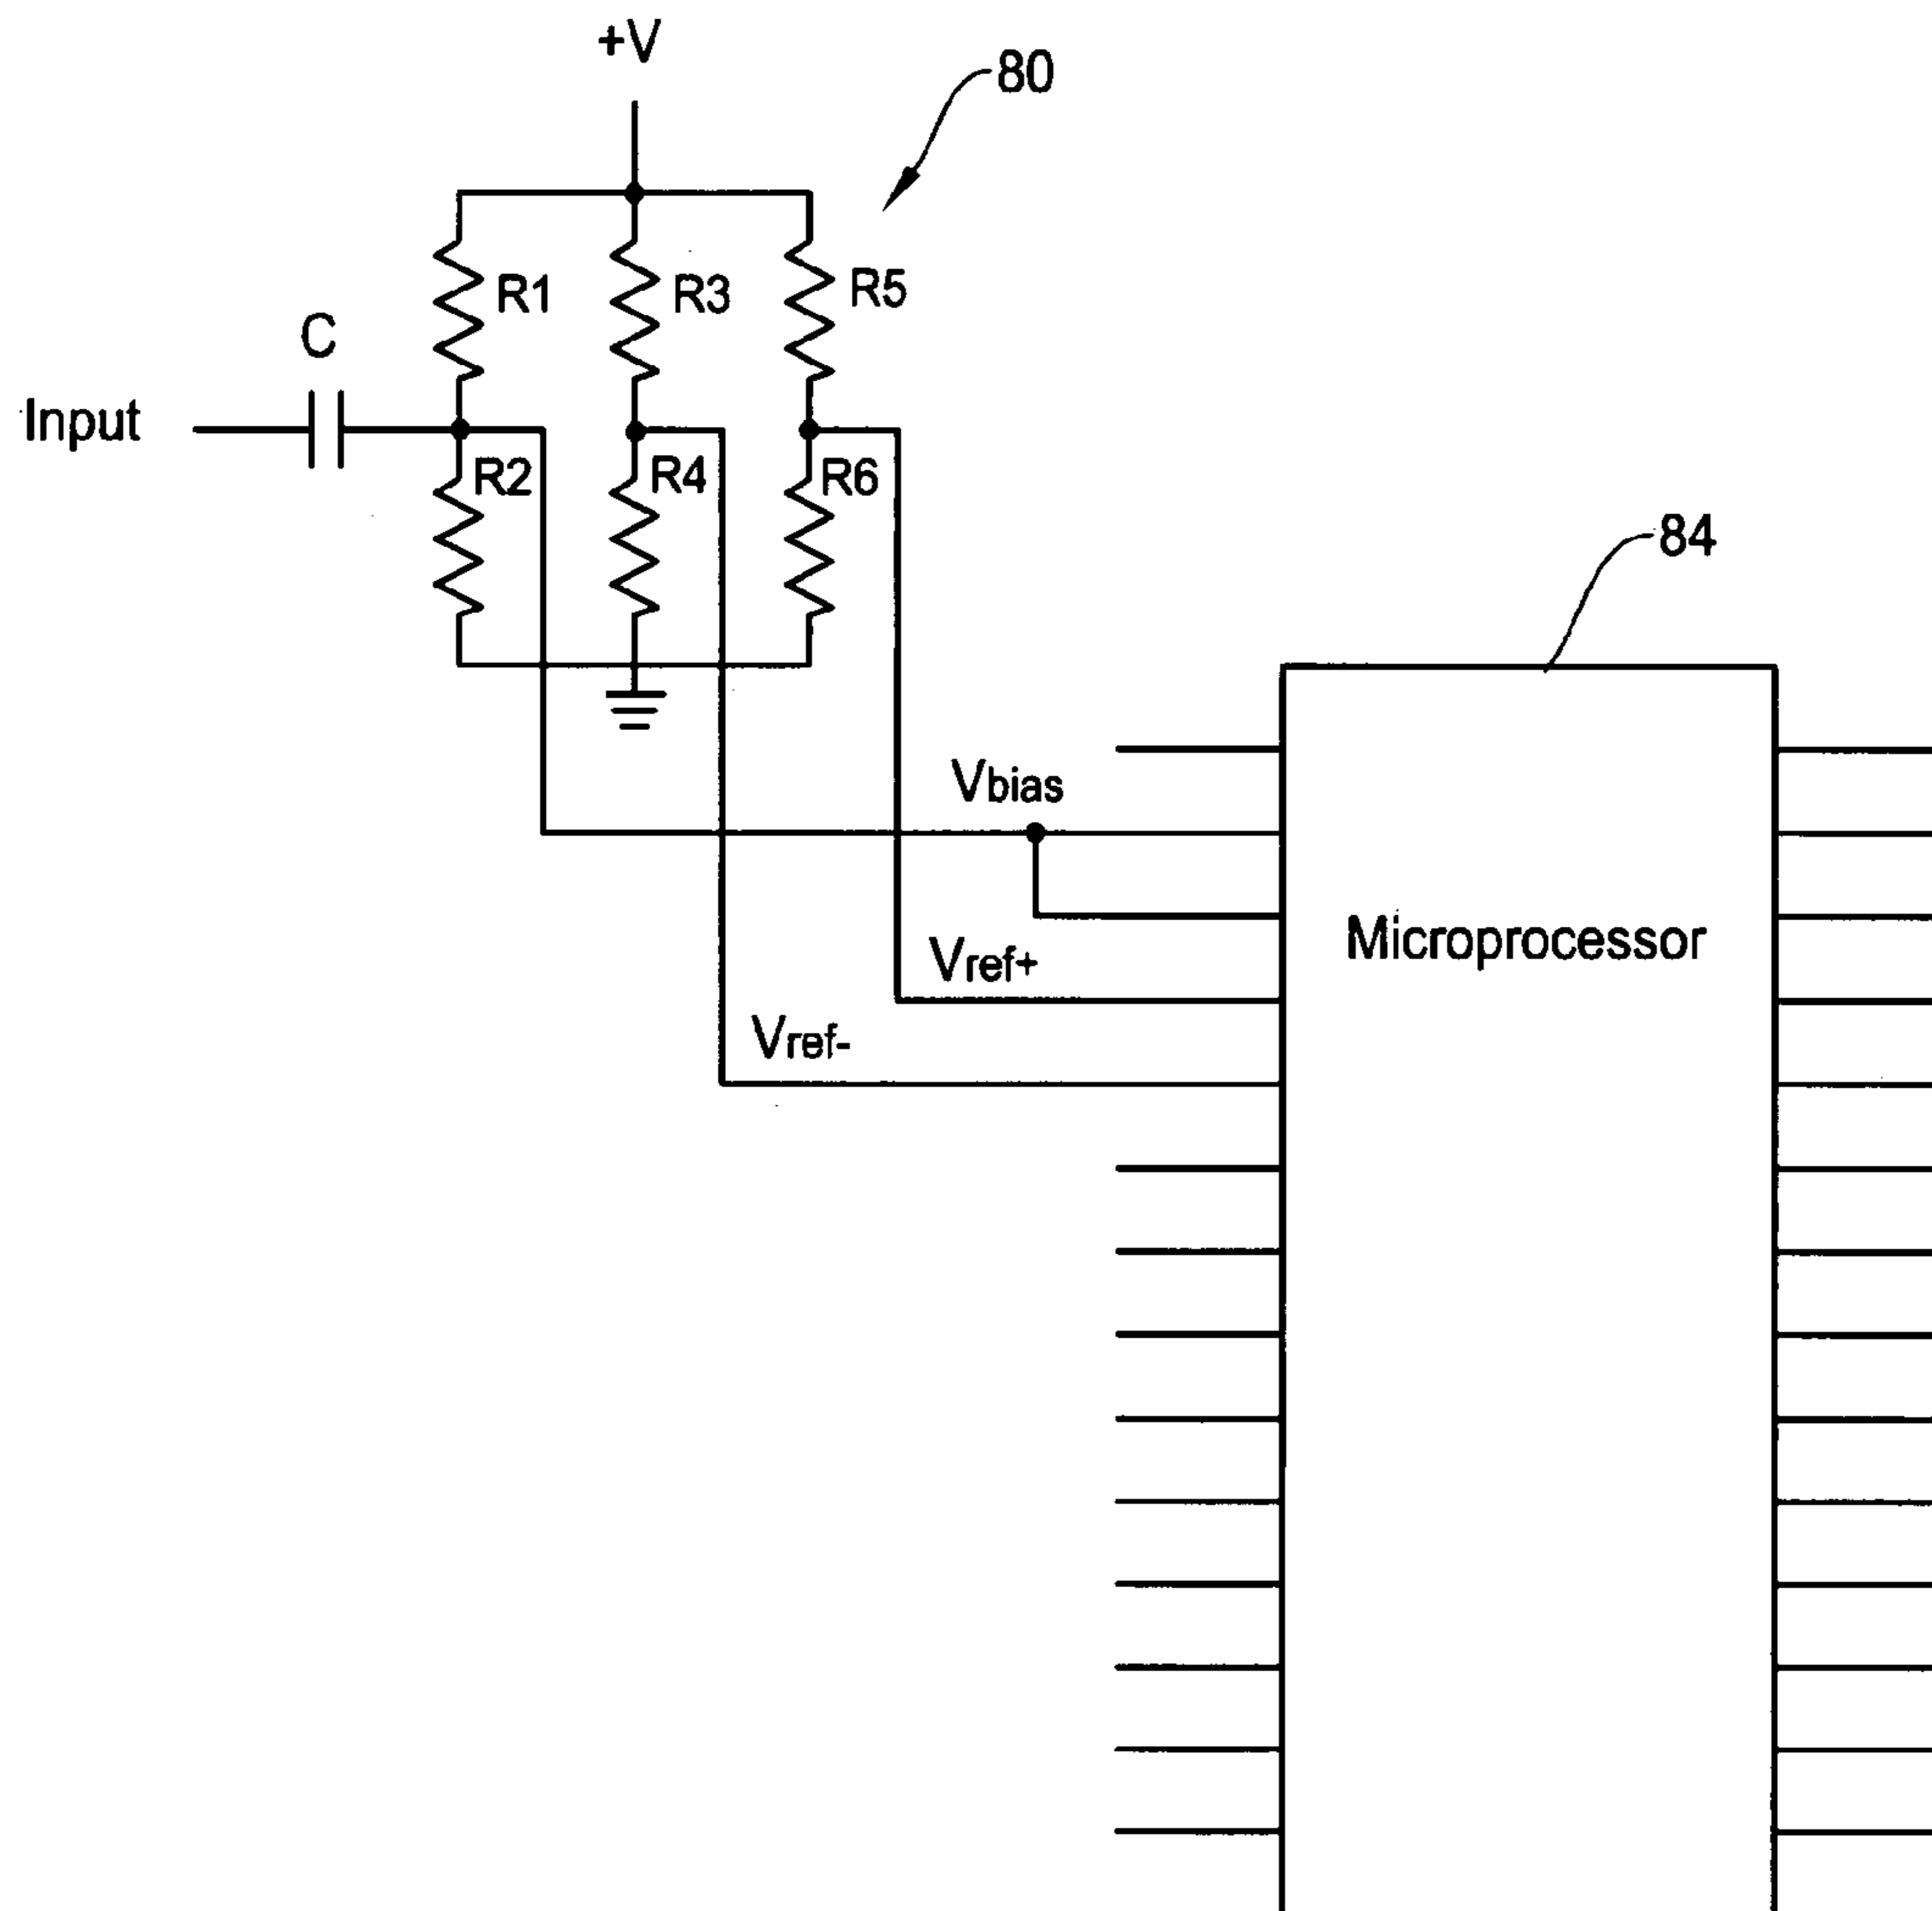 +V
80
R1
R3
R5
C
Input
R2
R4
R6
84
Vbias
Microprocessor
Vref+
Vref-